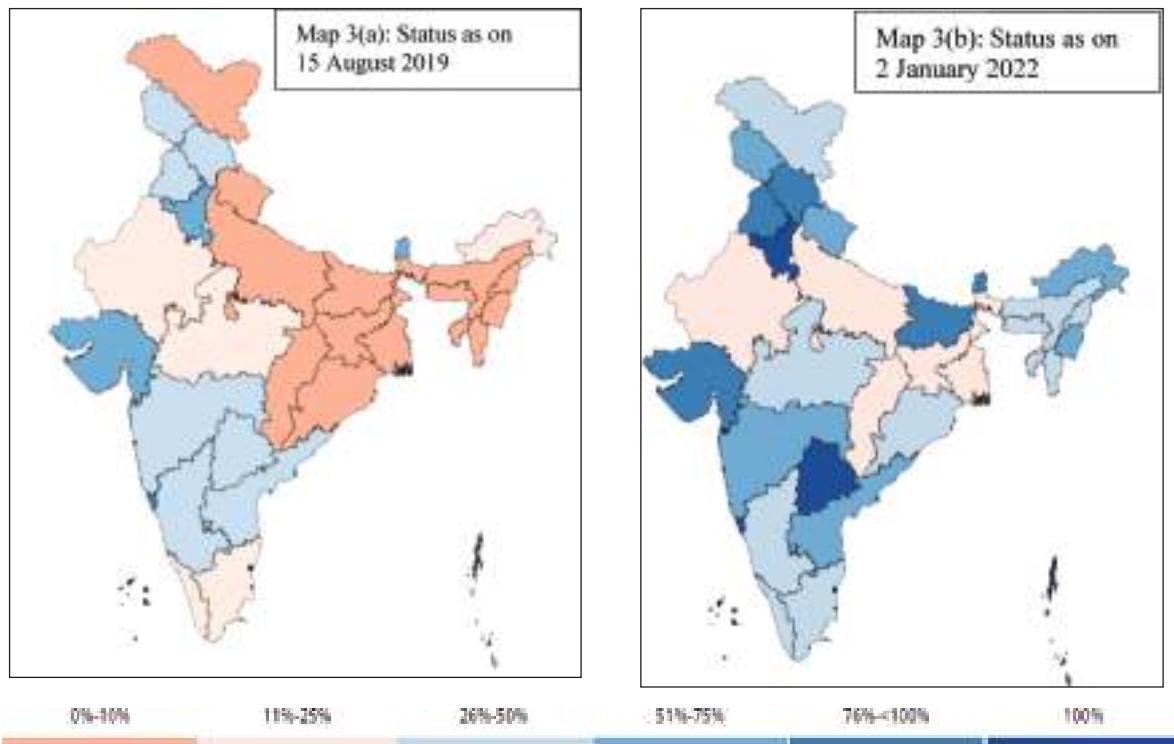 Map 3(a): Status as on
15 August 2019
Map 3(b): Status as on
2 January 2022
0%-10% 11%-25% 26%-50% 51%-75% 76%-<100% 100%